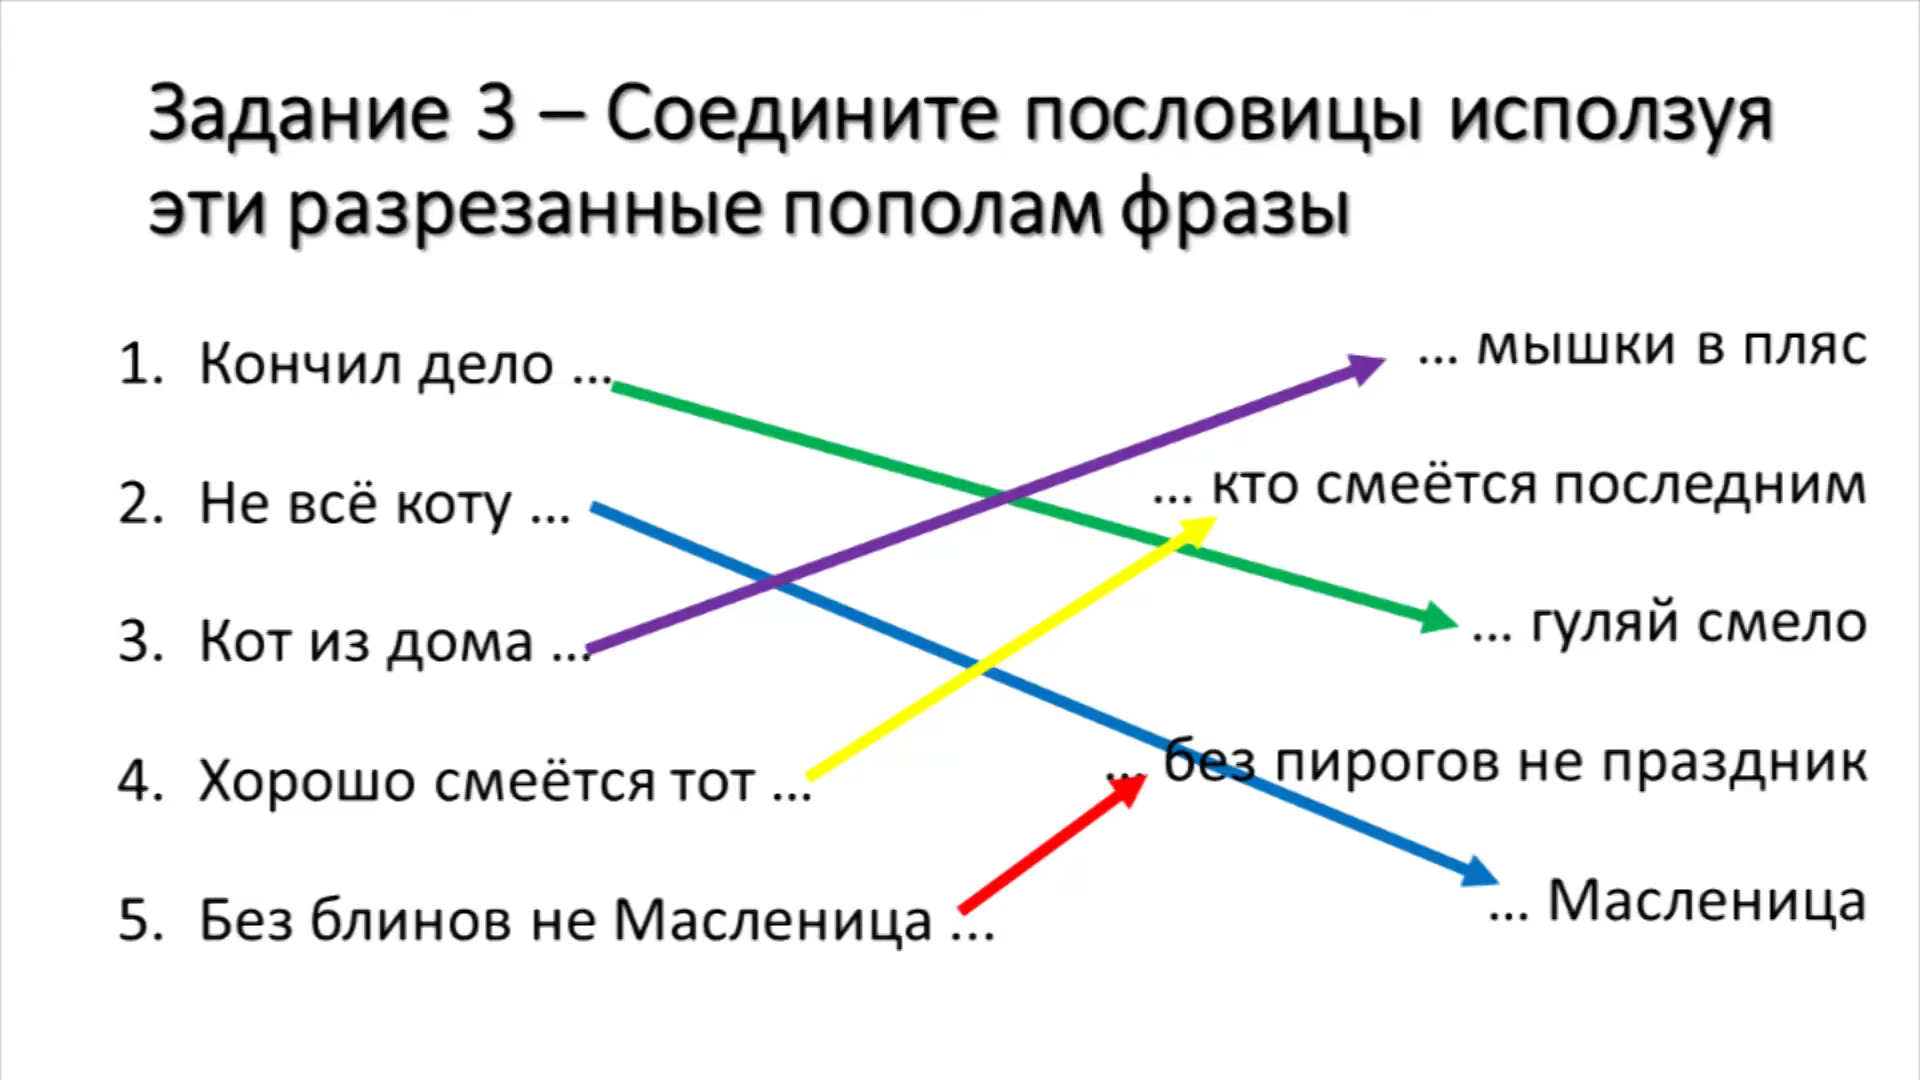 Задание 3 – Соедините пословицы исползуя
эти разрезанные пополам фразы
1. Кончил дело ...
2. Не всё коту ...
3. Кот из дома ...
4. Хорошо смеётся тот ...
5. Без блинов не Масленица ...
... мышки в пляс
... кто смеётся последним
... гуляй смело
... без пирогов не праздник
... Масленица